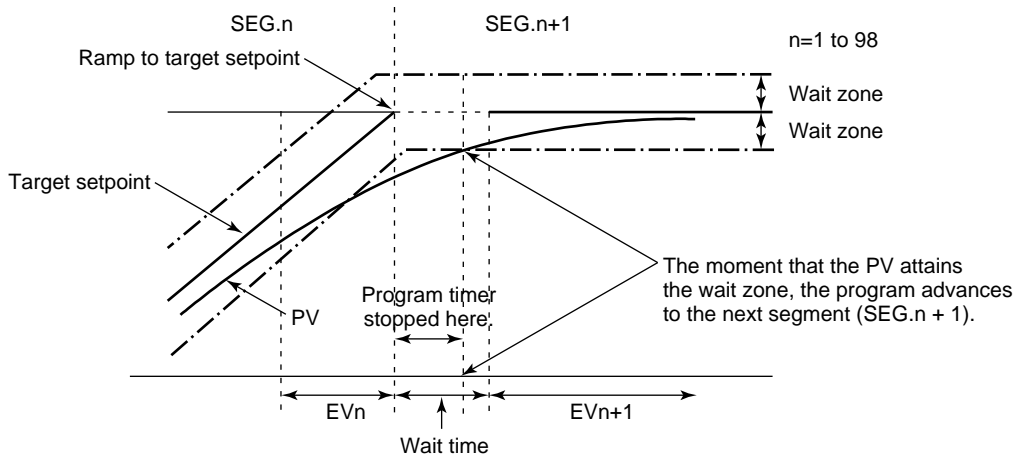 SEG.n
SEG.n+1
n=1 to 98
Ramp to target setpoint
Wait zone
Wait zone
Target setpoint
PV
Program timer
stopped here.
The moment that the PV attains
the wait zone, the program advances
to the next segment (SEG.n + 1).
EVn
EVn+1
Wait time